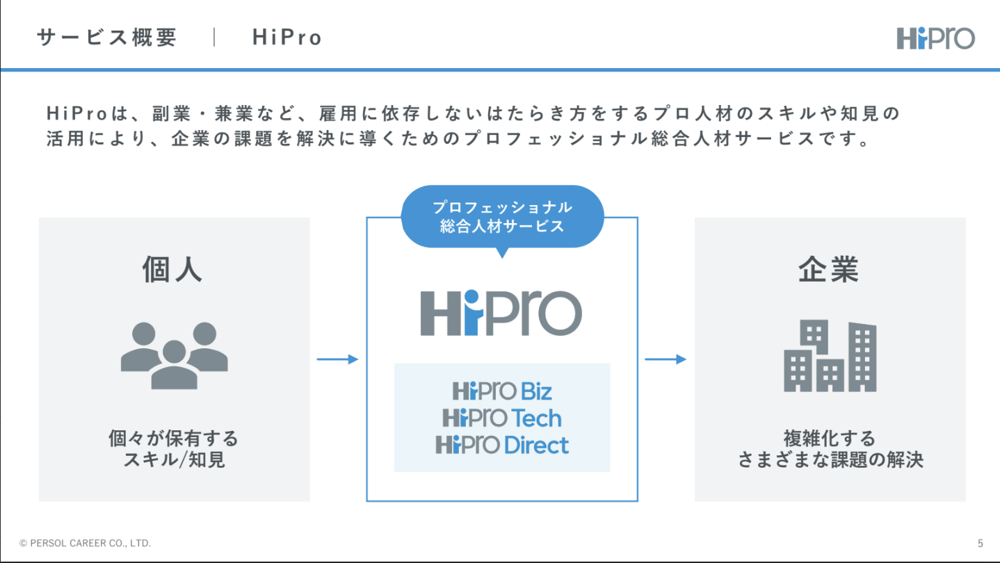 サービス概要 ｜ HiPro
HiPro
HiProは、副業・兼業など、雇用に依存しないはたらき方をするプロ人材のスキルや知見の
活用により、企業の課題を解決に導くためのプロフェッショナル総合人材サービスです。
個人
個々が保有する
スキル/知見
プロフェッショナル
総合人材サービス
HiPro
HiPro Biz
HiPro Tech
HiPro Direct
企業
複雑化する
さまざまな課題の解決
© PERSOL CAREER CO., LTD.
5